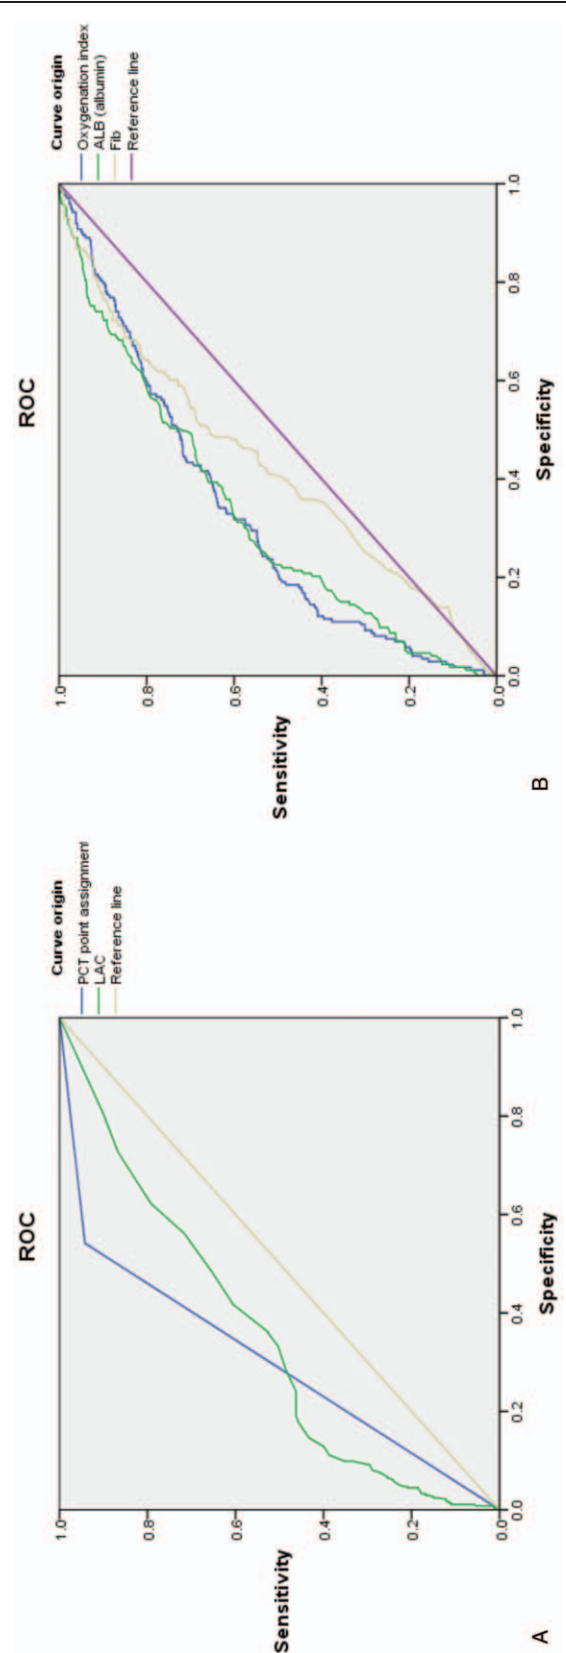 ROC
Curve origin
PCT point assignment
LAC
Reference line
Sensitivity
1.0
0.8
0.6
0.4
0.2
0.0
0.0
0.2
0.4
0.6
0.8
1.0
Specificity
A
ROC
Curve origin
Oxygenation index
ALB (albumin)
Fib
Reference line
Sensitivity
1.0
0.8
0.6
0.4
0.2
0.0
0.0
0.2
0.4
0.6
0.8
1.0
Specificity
B